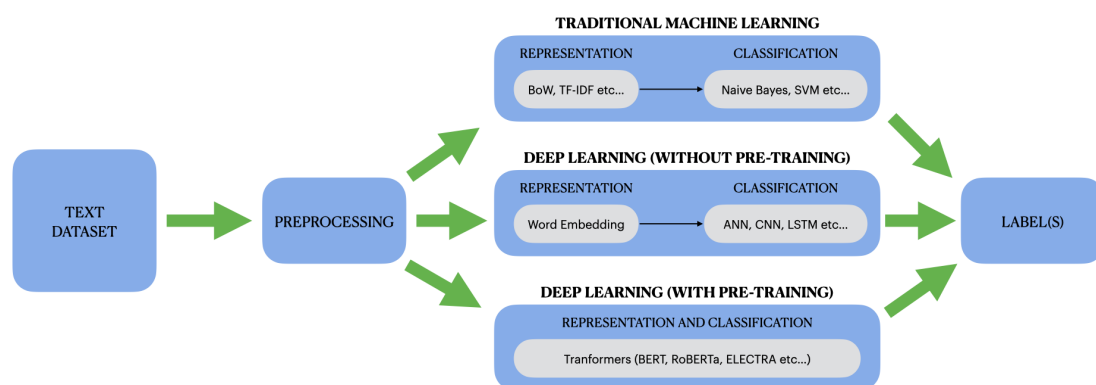 TRADITIONAL MACHINE LEARNING
REPRESENTATION
CLASSIFICATION
BoW, TF-IDF etc...
Naive Bayes, SVM etc...
TEXT
DATASET
PREPROCESSING
DEEP LEARNING (WITHOUT PRE-TRAINING)
REPRESENTATION
CLASSIFICATION
Word Embedding
ANN, CNN, LSTM etc...
LABEL(S)
DEEP LEARNING (WITH PRE-TRAINING)
REPRESENTATION AND CLASSIFICATION
Tranformers (BERT, RoBERTa, ELECTRA etc...)